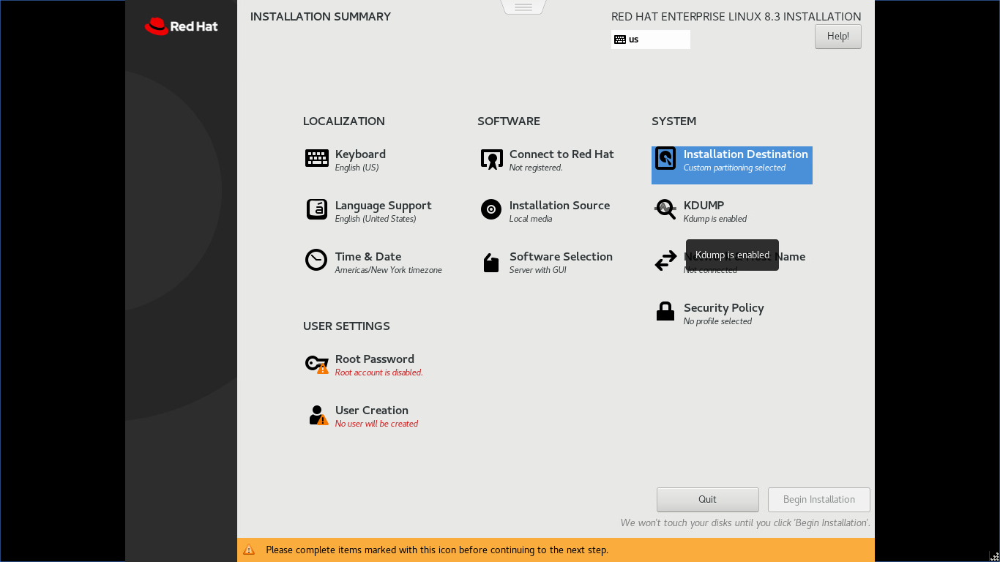 Red Hat
INSTALLATION SUMMARY
RED HAT ENTERPRISE LINUX 8.3 INSTALLATION
us
Help!
LOCALIZATION
Keyboard
English (US)
Language Support
English (United States)
Time & Date
Americas/New York timezone
SOFTWARE
Connect to Red Hat
Not registered.
Installation Source
Local media
Software Selection
Server with GUI
SYSTEM
Installation Destination
Custom partitioning selected
KDUMP
Kdump is enabled
Kdump is enabled
Name
Not connected
Security Policy
No profile selected
USER SETTINGS
Root Password
Root account is disabled.
User Creation
No user will be created
Quit
Begin Installation
We won't touch your disks until you click 'Begin Installation'.
Please complete items marked with this icon before continuing to the next step.